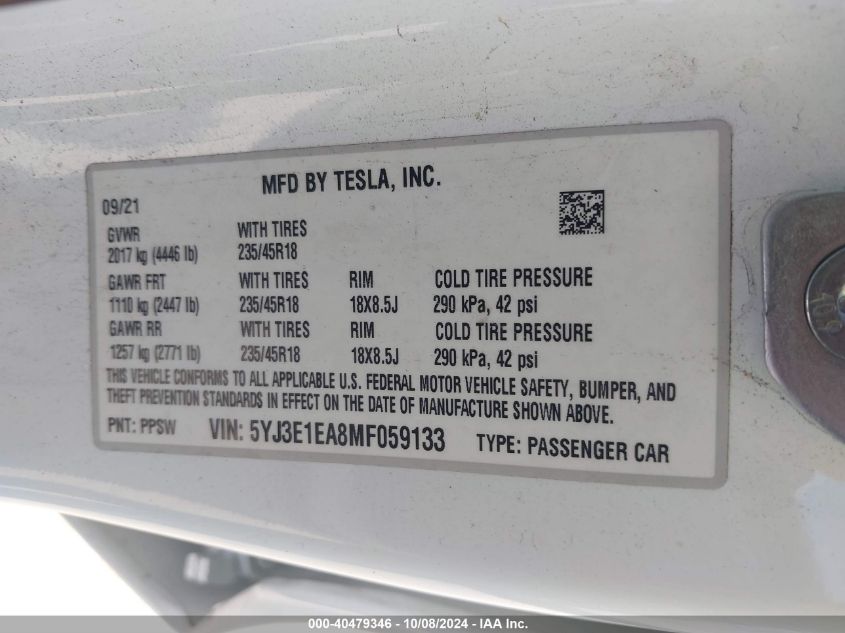 MFD BY TESLA, INC.
09/21
GVWR WITH TIRES
2017 kg (4446 lb) 235/45R18
GAWR FRT WITH TIRES RIM COLD TIRE PRESSURE
1110 kg (2447 lb) 235/45R18 18X8.5J 290 kPa, 42 psi
GAWR RR WITH TIRES RIM COLD TIRE PRESSURE
1257 kg (2771 lb) 235/45R18 18X8.5J 290 kPa, 42 psi
THIS VEHICLE CONFORMS TO ALL APPLICABLE U.S. FEDERAL MOTOR VEHICLE SAFETY, BUMPER, AND
THEFT PREVENTION STANDARDS IN EFFECT ON THE DATE OF MANUFACTURE SHOWN ABOVE.
PNT: PPSW VIN: 5YJ3E1EA8MF059133 TYPE: PASSENGER CAR
000-40479346 - 10/08/2024 - IAA Inc.